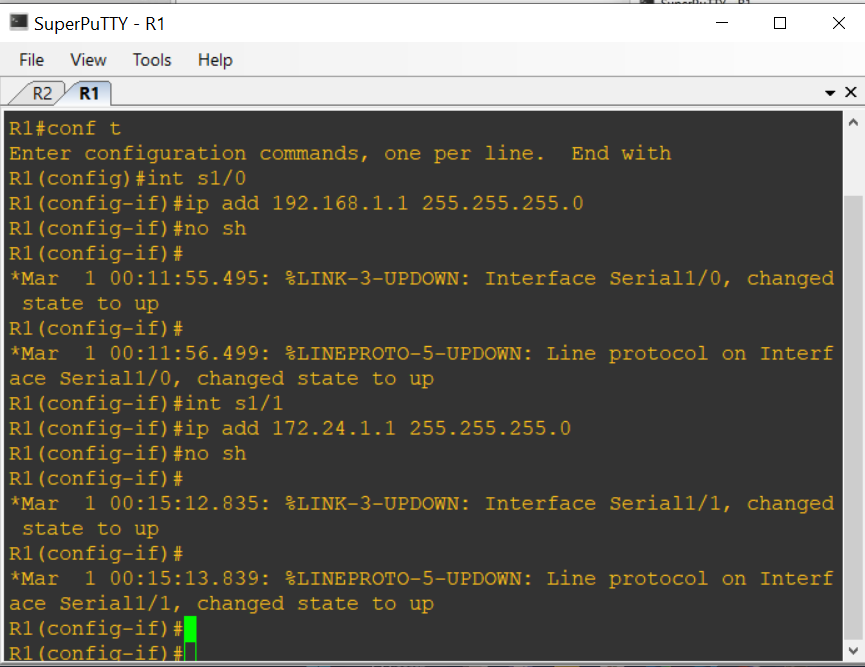 SuperPuTTY - R1
File View Tools Help
R2 R1
R1#conf t
Enter configuration commands, one per line.  End with
R1(config)#int s1/0
R1(config-if)#ip add 192.168.1.1 255.255.255.0
R1(config-if)#no sh
R1(config-if)#
*Mar  1 00:11:55.495: %LINK-3-UPDOWN: Interface Serial1/0, changed
 state to up
R1(config-if)#
*Mar  1 00:11:56.499: %LINEPROTO-5-UPDOWN: Line protocol on Interf
ace Serial1/0, changed state to up
R1(config-if)#int s1/1
R1(config-if)#ip add 172.24.1.1 255.255.255.0
R1(config-if)#no sh
R1(config-if)#
*Mar  1 00:15:12.835: %LINK-3-UPDOWN: Interface Serial1/1, changed
 state to up
R1(config-if)#
*Mar  1 00:15:13.839: %LINEPROTO-5-UPDOWN: Line protocol on Interf
ace Serial1/1, changed state to up
R1(config-if)#
R1(config-if)#